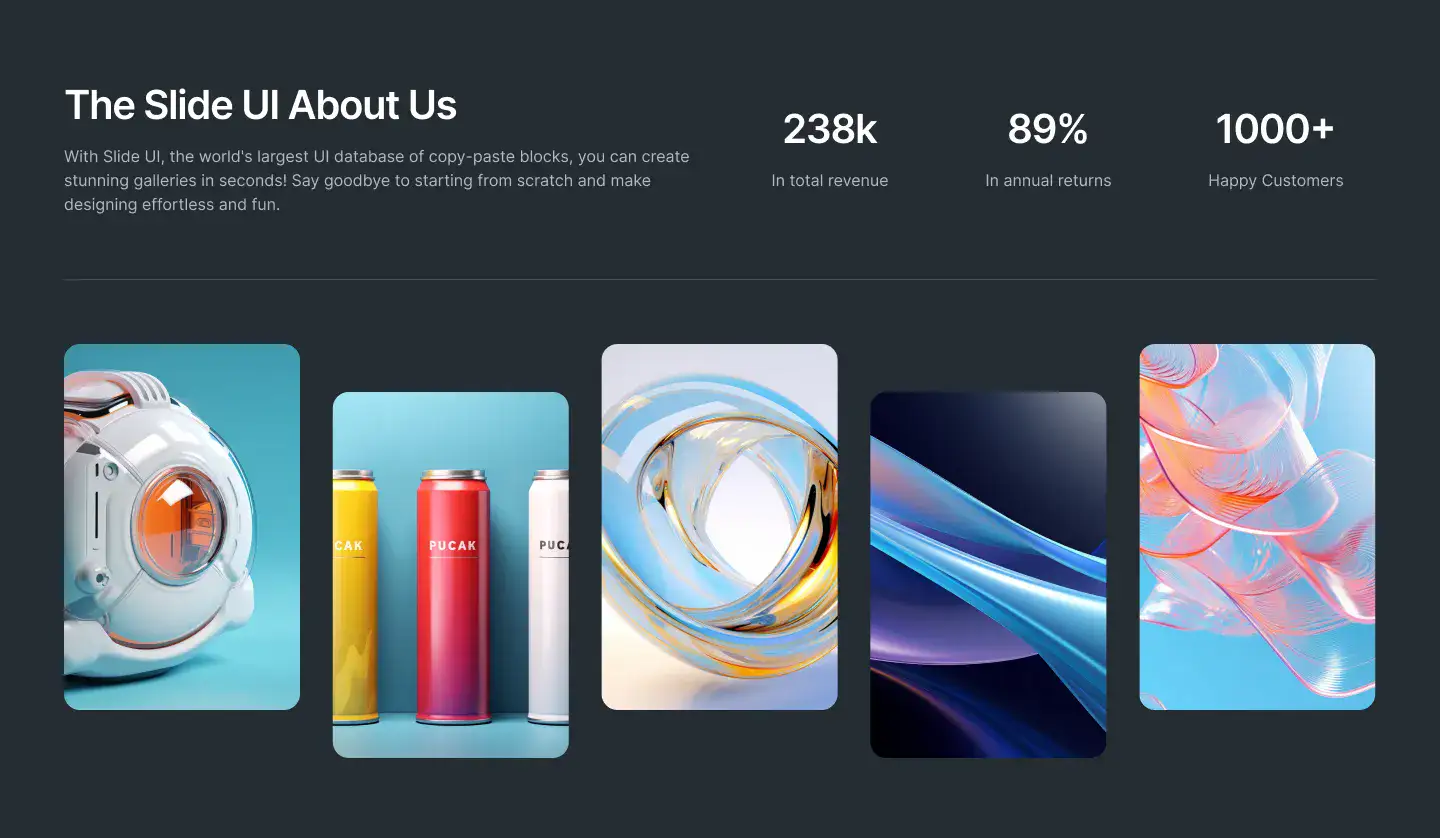 The Slide UI About Us
With Slide UI, the world's largest UI database of copy-paste blocks, you can create
stunning galleries in seconds! Say goodbye to starting from scratch and make
designing effortless and fun.
238k
In total revenue
89%
In annual returns
1000+
Happy Customers
CAK
PUCAK
PUCA